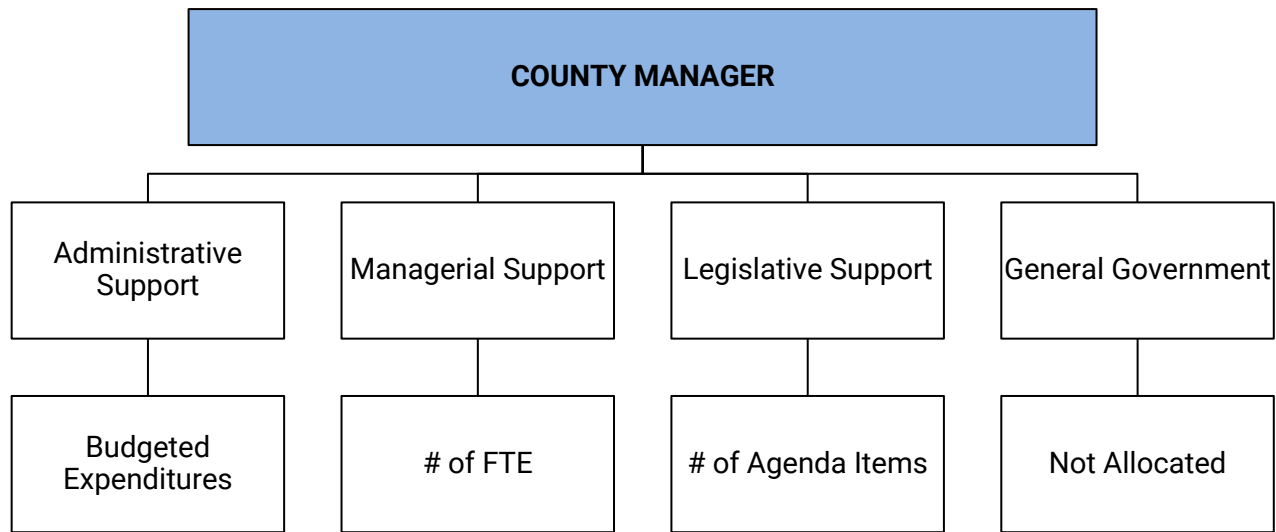 COUNTY MANAGER
Administrative
Support
Managerial Support
Legislative Support
General Government
Budgeted
Expenditures
# of FTE
# of Agenda Items
Not Allocated